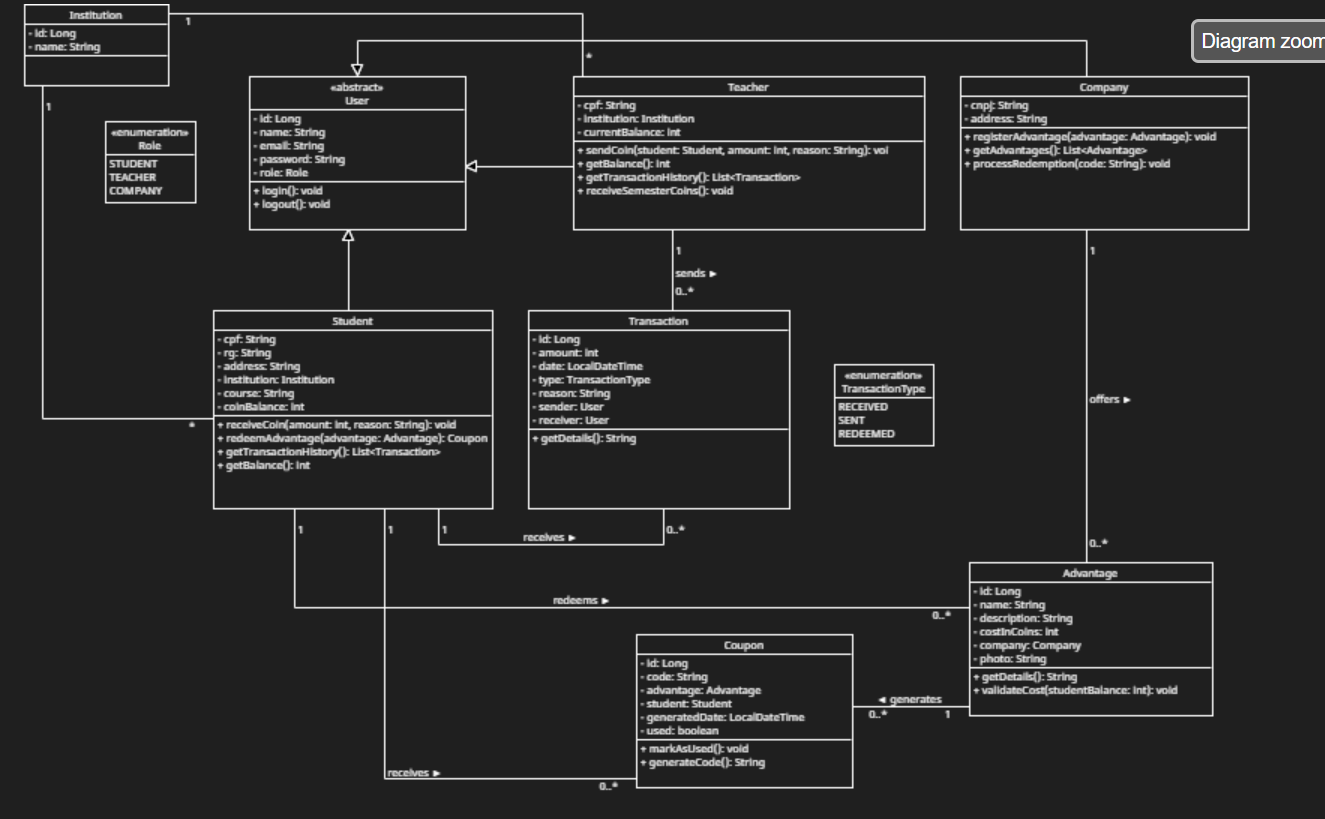 Institution
- id: Long
- name: String
1
*
Diagram zoom
«abstract»
User
- id: Long
- name: String
- email: String
- password: String
- role: Role
+ login(): void
+ logout(): void
Teacher
- cpf: String
- institution: Institution
- currentBalance: int
+ sendCoin(student: Student, amount: int, reason: String): voi
+ getBalance(): int
+ getTransactionHistory(): List<Transaction>
+ receiveSemesterCoins(): void
Company
- cnpj: String
- address: String
+ registerAdvantage(advantage: Advantage): void
+ getAdvantages(): List<Advantage>
+ processRedemption(code: String): void
1
«enumeration»
Role
STUDENT
TEACHER
COMPANY
1
sends ►
0..*
1
Student
- cpf: String
- rg: String
- address: String
- institution: Institution
- course: String
- coinBalance: int
+ receiveCoin(amount: int, reason: String): void
+ redeemAdvantage(advantage: Advantage): Coupon
+ getTransactionHistory(): List<Transaction>
+ getBalance(): int
*
Transaction
- id: Long
- amount: int
- date: LocalDateTime
- type: TransactionType
- reason: String
- sender: User
- receiver: User
+ getDetails(): String
«enumeration»
TransactionType
RECEIVED
SENT
REDEEMED
offers ►
0..*
1
1
1
receives ►
0..*
redeems ►
0..*
Advantage
- id: Long
- name: String
- description: String
- costInCoins: int
- company: Company
- photo: String
+ getDetails(): String
+ validateCost(studentBalance: int): void
Coupon
- id: Long
- code: String
- advantage: Advantage
- student: Student
- generatedDate: LocalDateTime
- used: boolean
+ markAsUsed(): void
+ generateCode(): String
◄ generates
0..*
1
receives ►
0..*